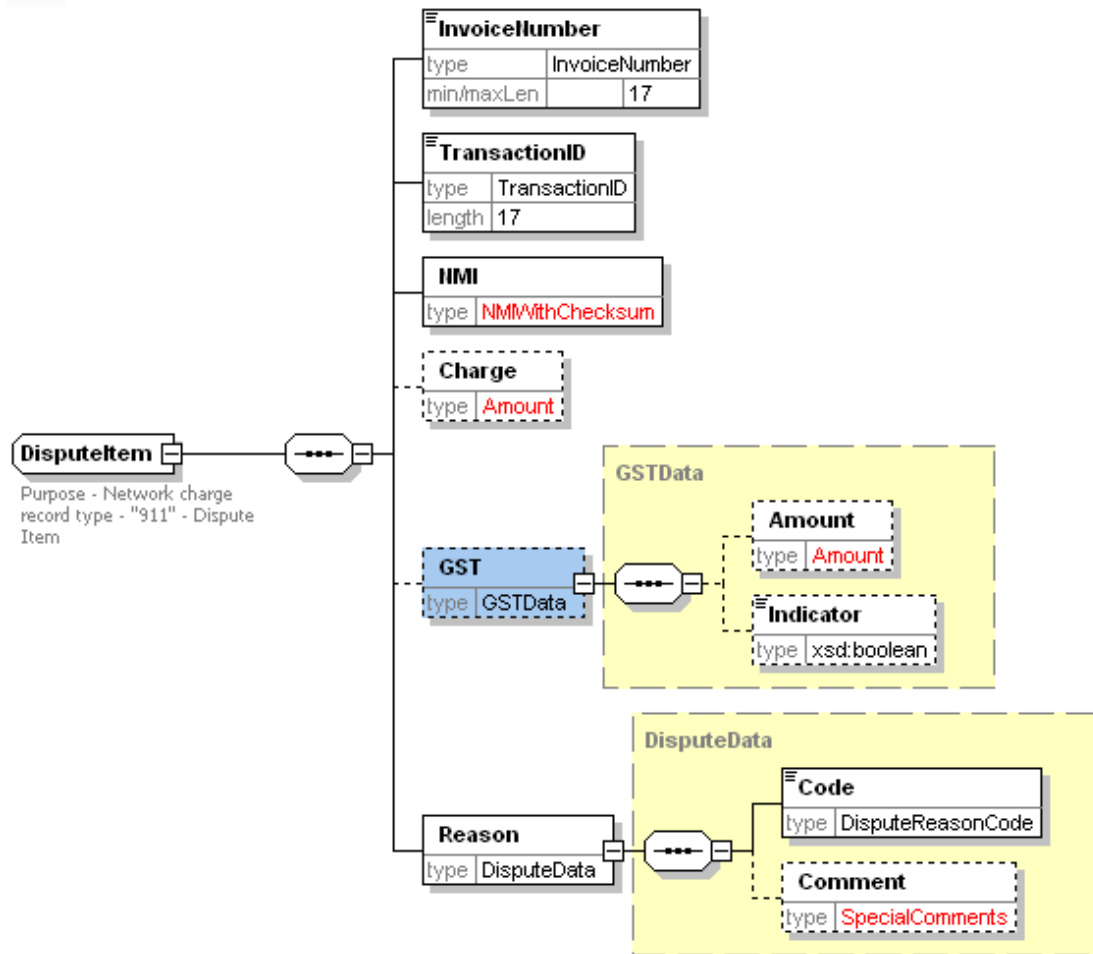 InvoiceNumber
type InvoiceNumber
min/maxLen 17
TransactionID
type TransactionID
length 17
NMI
type NMIWithChecksum
Charge
type Amount
DisputeItem
Purpose - Network charge
record type - "911" - Dispute
Item
GSTData
Amount
type Amount
GST
type GSTData
Indicator
type xsd:boolean
DisputeData
Code
type DisputeReasonCode
Reason
type DisputeData
Comment
type SpecialComments